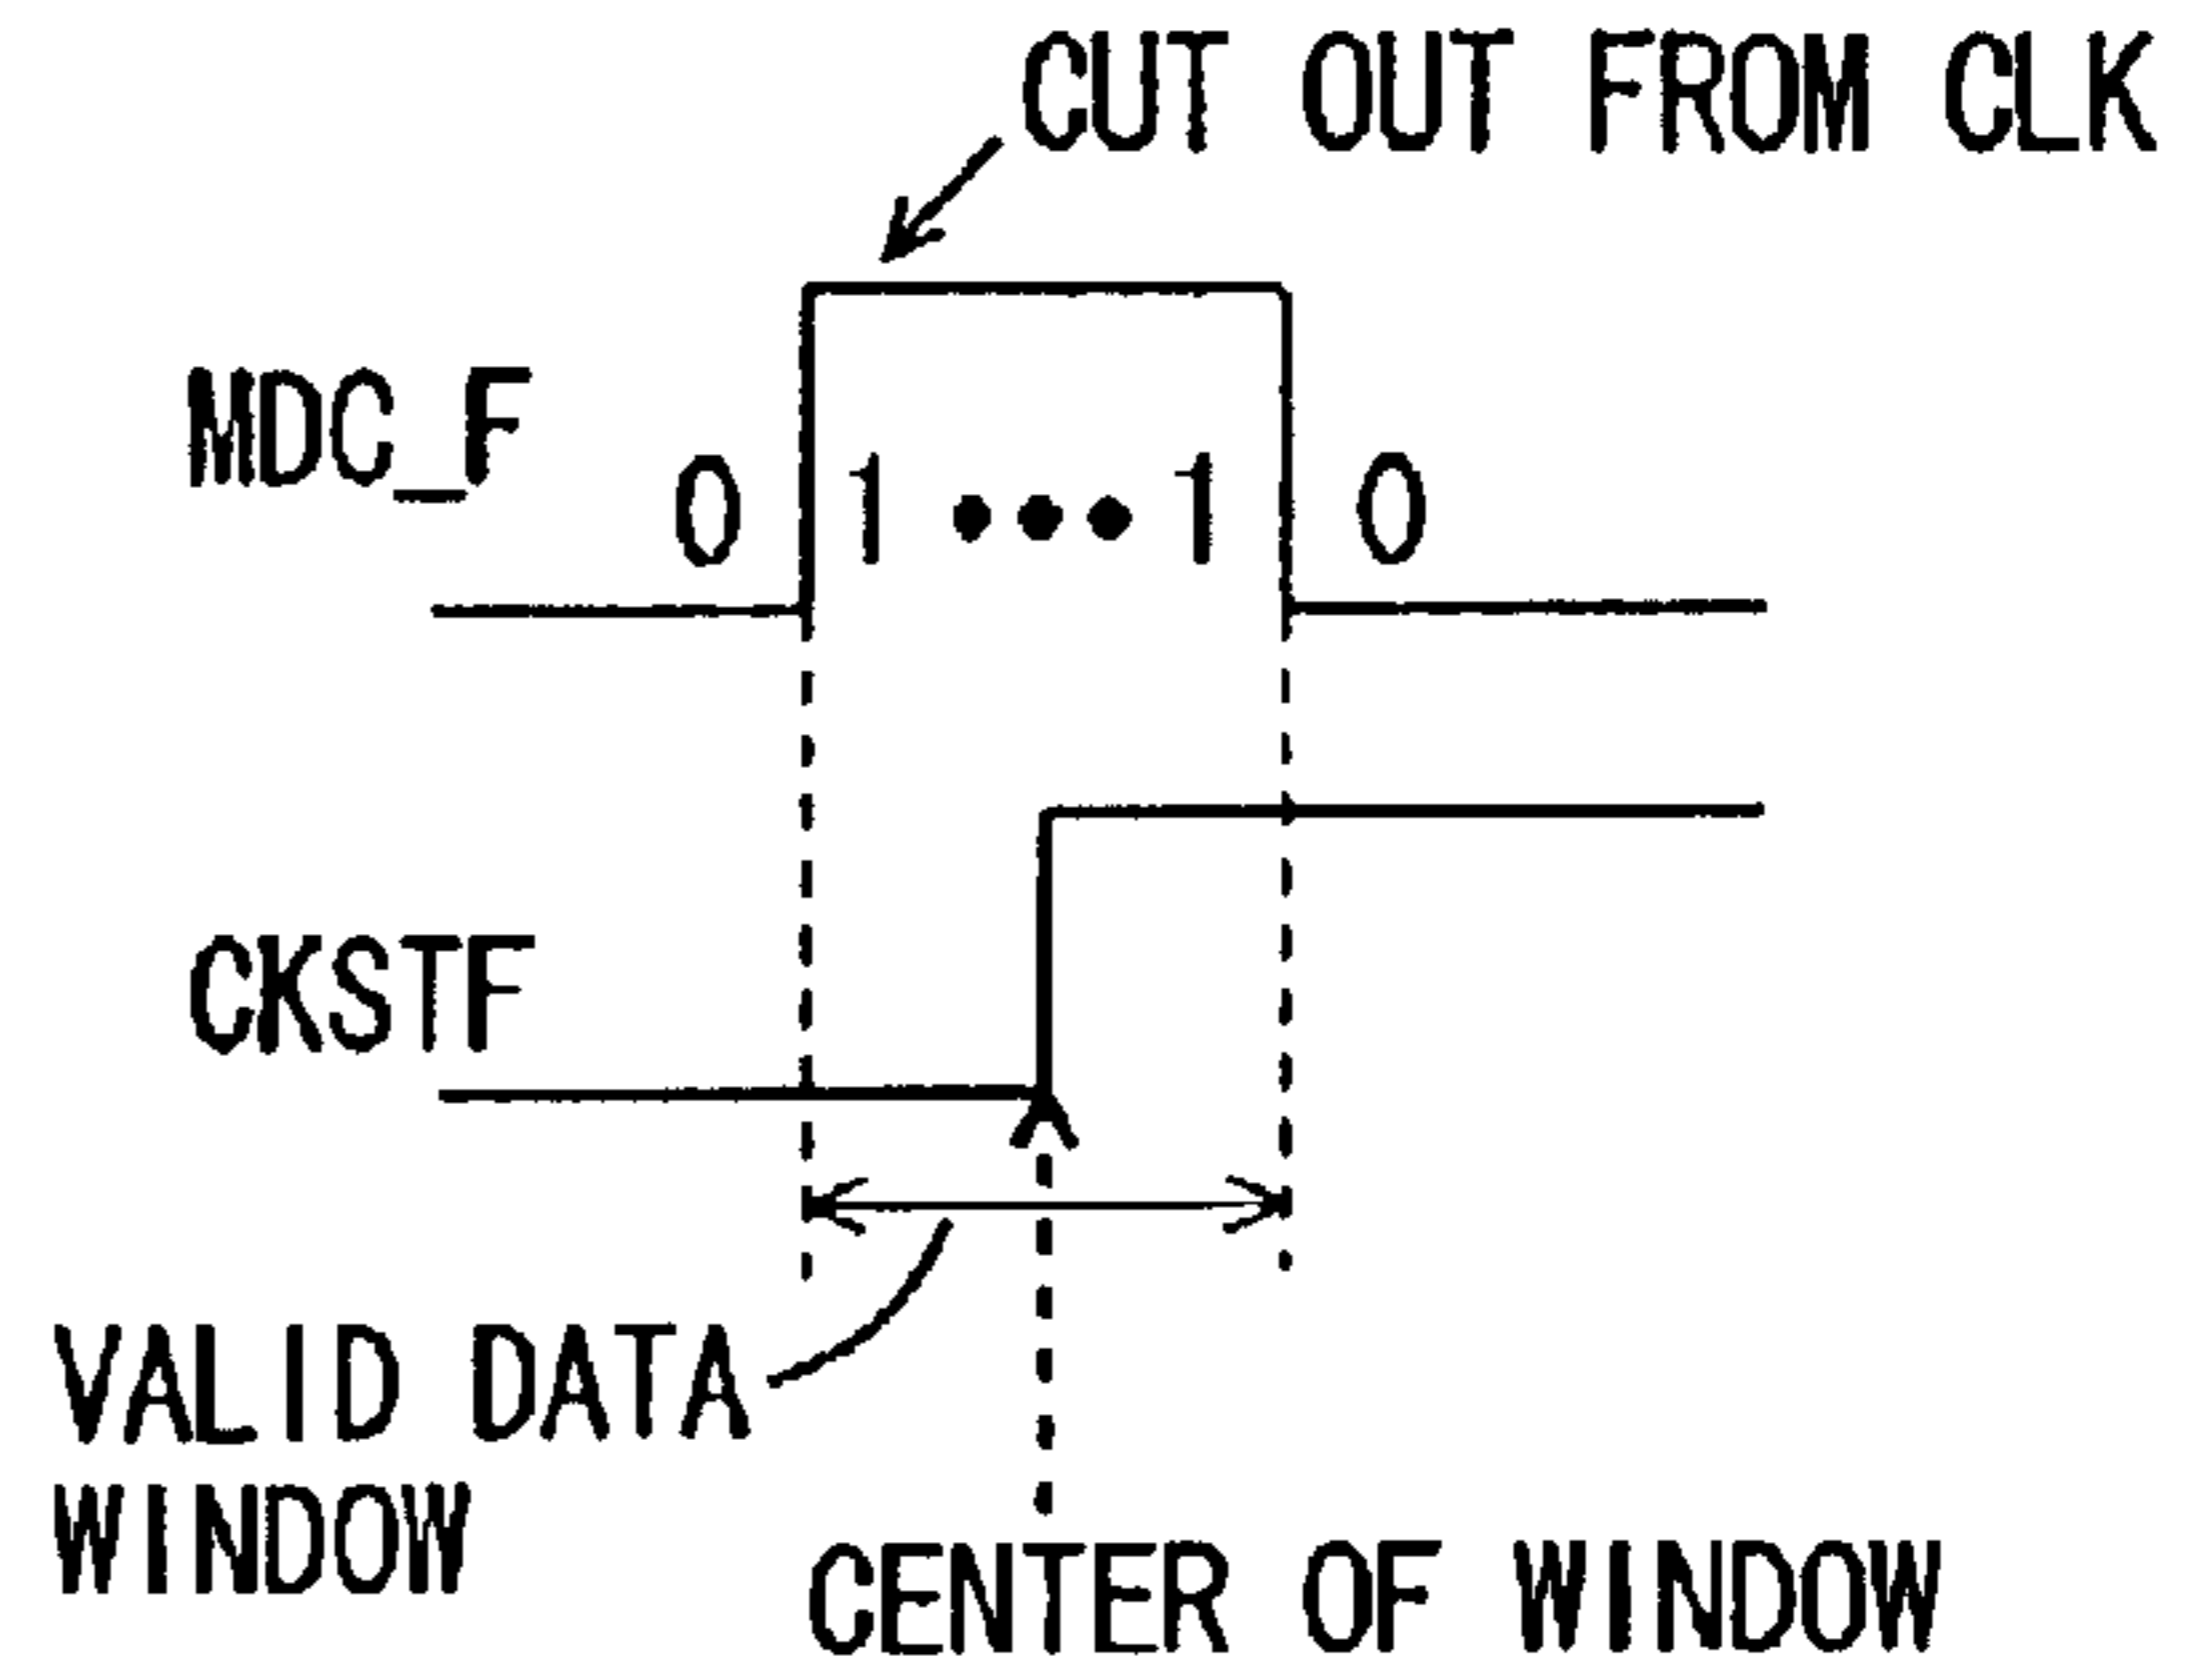 CUT OUT FROM CLK
MDC_F
0 1 ••• 1 0
CKSTF
VALID DATA
WINDOW
CENTER OF WINDOW